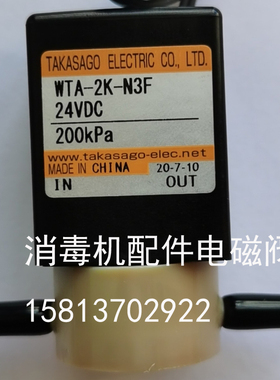 TAKASAGO ELECTRIC CO., LTD.
WTA-2K-N3F
24VDC
200kPa
www.takasago-elec.net
MADE IN CHINA 20-7-10
IN OUT
消毒机配件电磁阀
15813702922